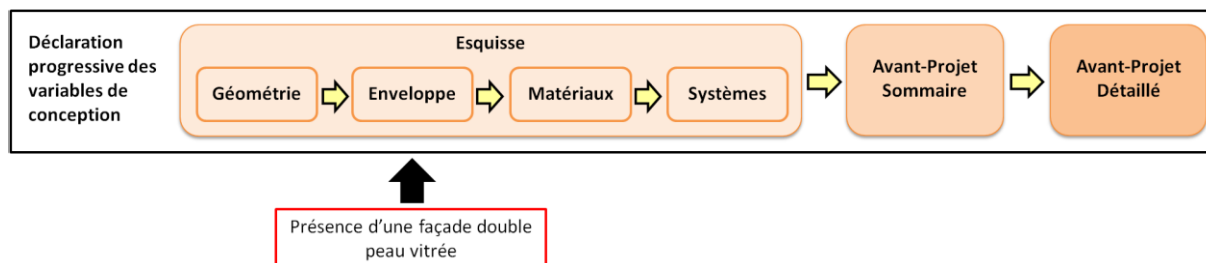 Déclaration
progressive des
variables de
conception
Esquisse
Géométrie
Enveloppe
Matériaux
Systèmes
Avant-Projet
Sommaire
Avant-Projet
Détaillé
Présence d'une façade double
peau vitrée